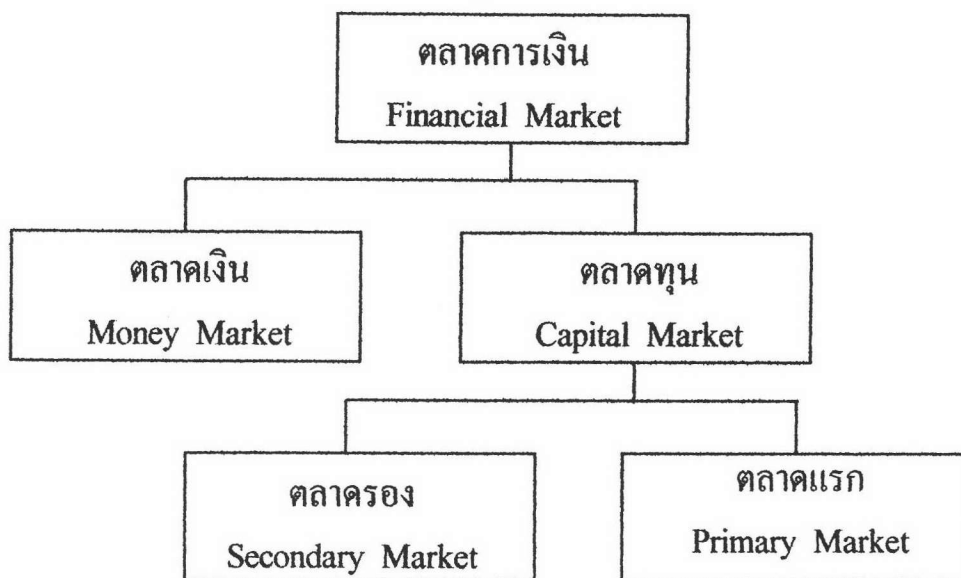 ตลาดการเงิน
Financial Market
ตลาดเงิน
Money Market
ตลาดทุน
Capital Market
ตลาดรอง
Secondary Market
ตลาดแรก
Primary Market